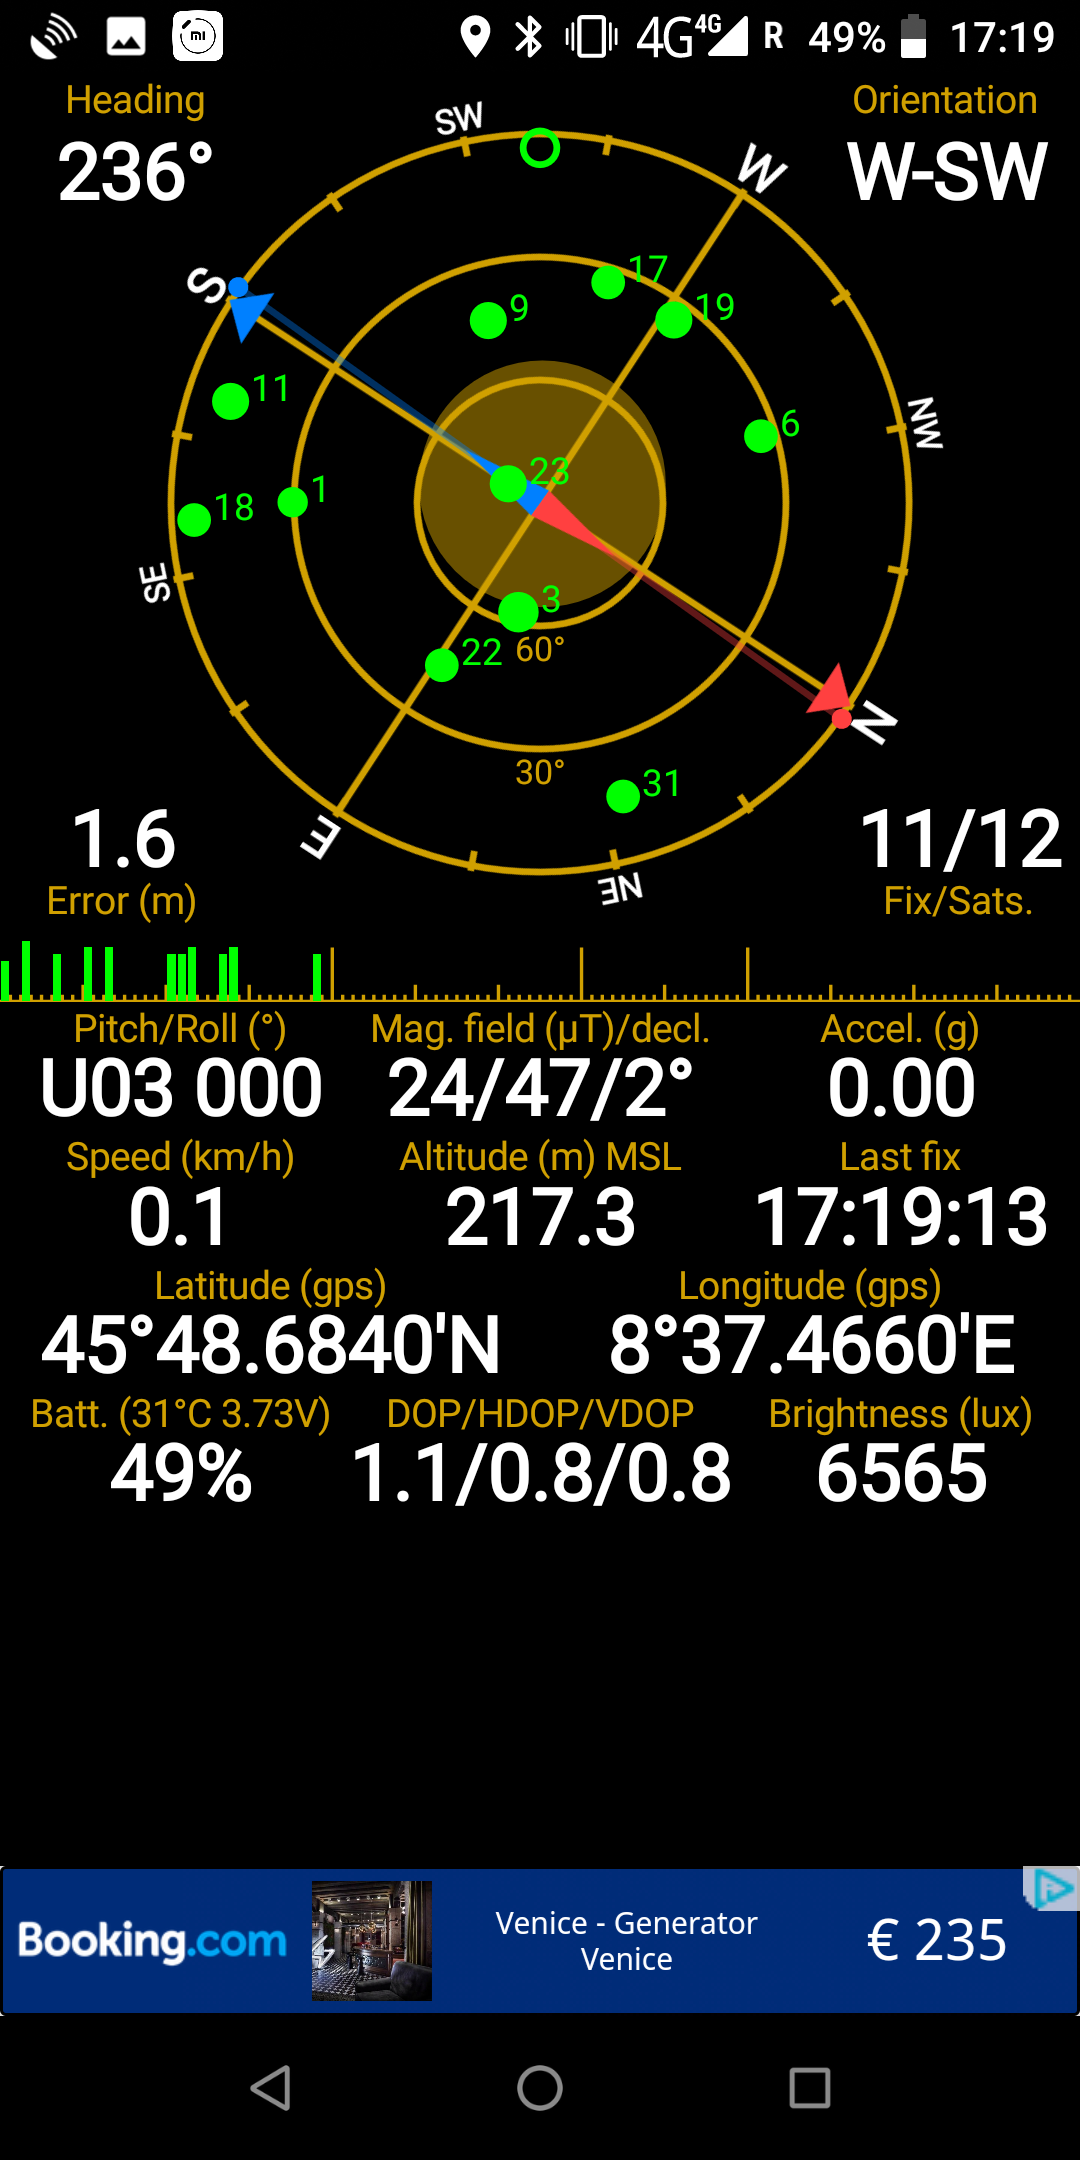 4G 4G R 49% 17:19
Heading
Orientation
236°
W-SW
SW
W
S
NW
17
9
19
11
6
23
1
18
SE
3
22
60°
N
30°
31
E
NE
1.6
11/12
Error (m)
Fix/Sats.
Pitch/Roll (°) Mag. field (µT)/decl. Accel. (g)
U03 000 24/47/2° 0.00
Speed (km/h) Altitude (m) MSL Last fix
0.1 217.3 17:19:13
Latitude (gps) Longitude (gps)
45°48.6840'N 8°37.4660'E
Batt. (31°C 3.73V) DOP/HDOP/VDOP Brightness (lux)
49% 1.1/0.8/0.8 6565
Booking.com
Venice - Generator
Venice
€ 235